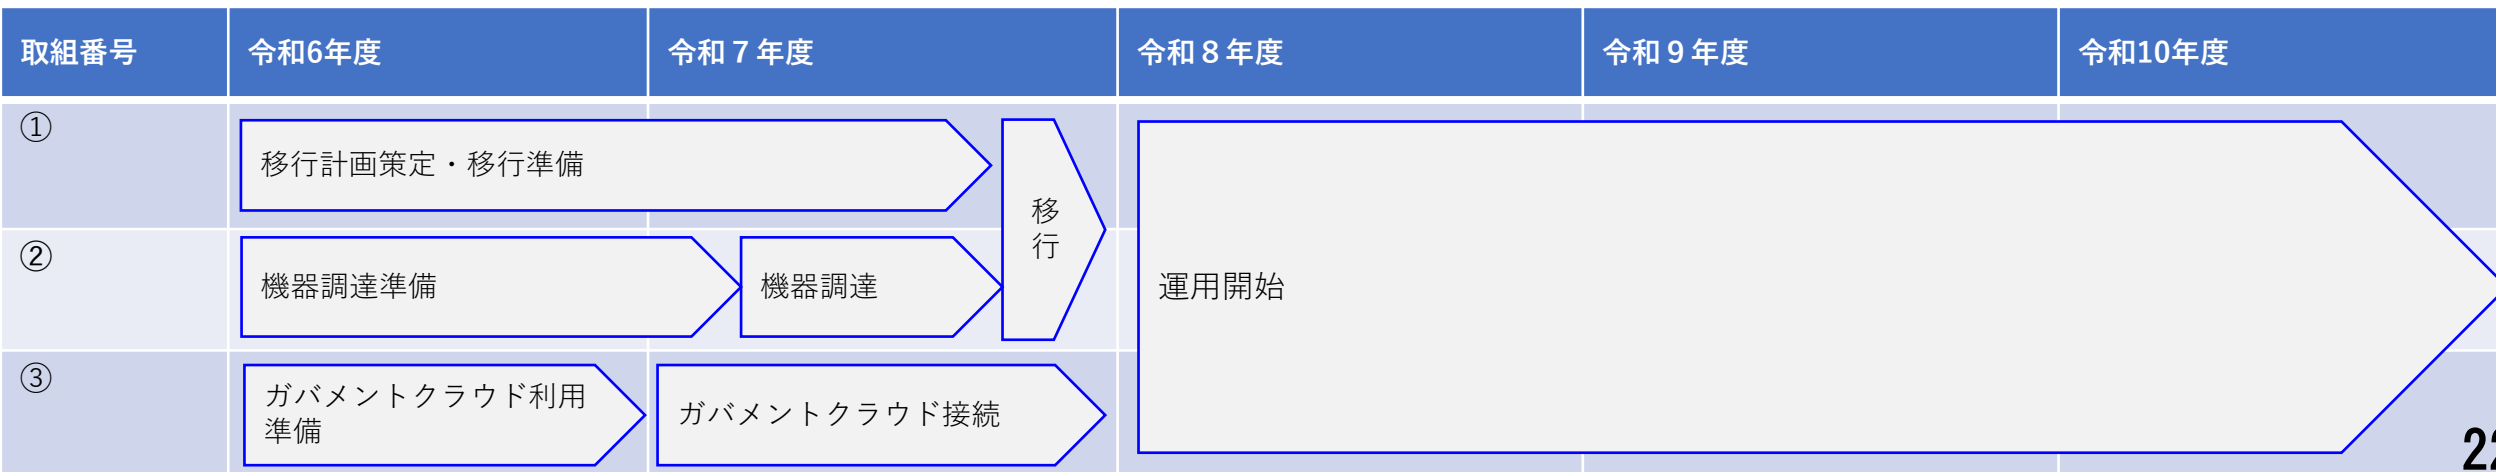 取組番号 令和6年度 令和７年度 令和８年度 令和９年度 令和10年度
①
移行計画策定・移行準備
移
行
②
機器調達準備 機器調達
運用開始
③
ガバメントクラウド利用
準備
ガバメントクラウド接続